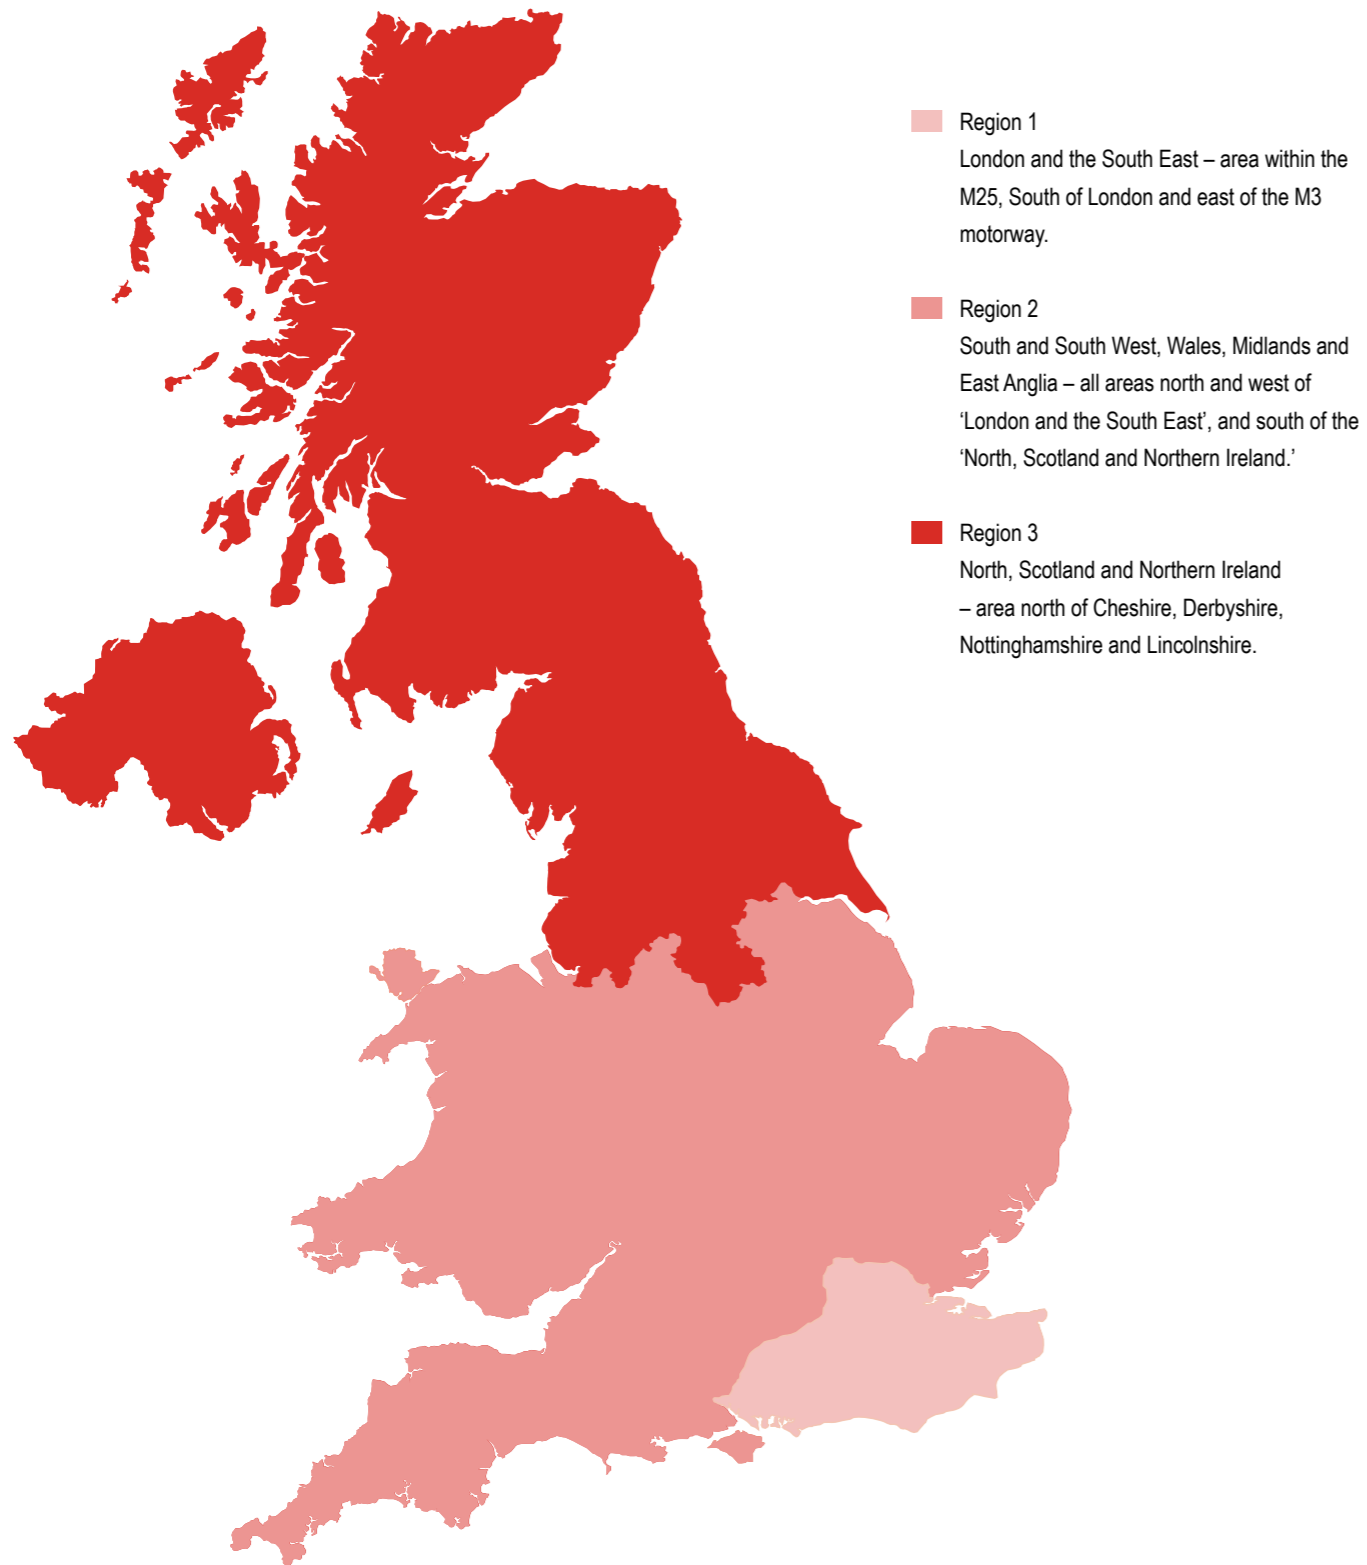 Region 1
London and the South East – area within the
M25, South of London and east of the M3
motorway.
Region 2
South and South West, Wales, Midlands and
East Anglia – all areas north and west of
‘London and the South East’, and south of the
‘North, Scotland and Northern Ireland.’
Region 3
North, Scotland and Northern Ireland
– area north of Cheshire, Derbyshire,
Nottinghamshire and Lincolnshire.